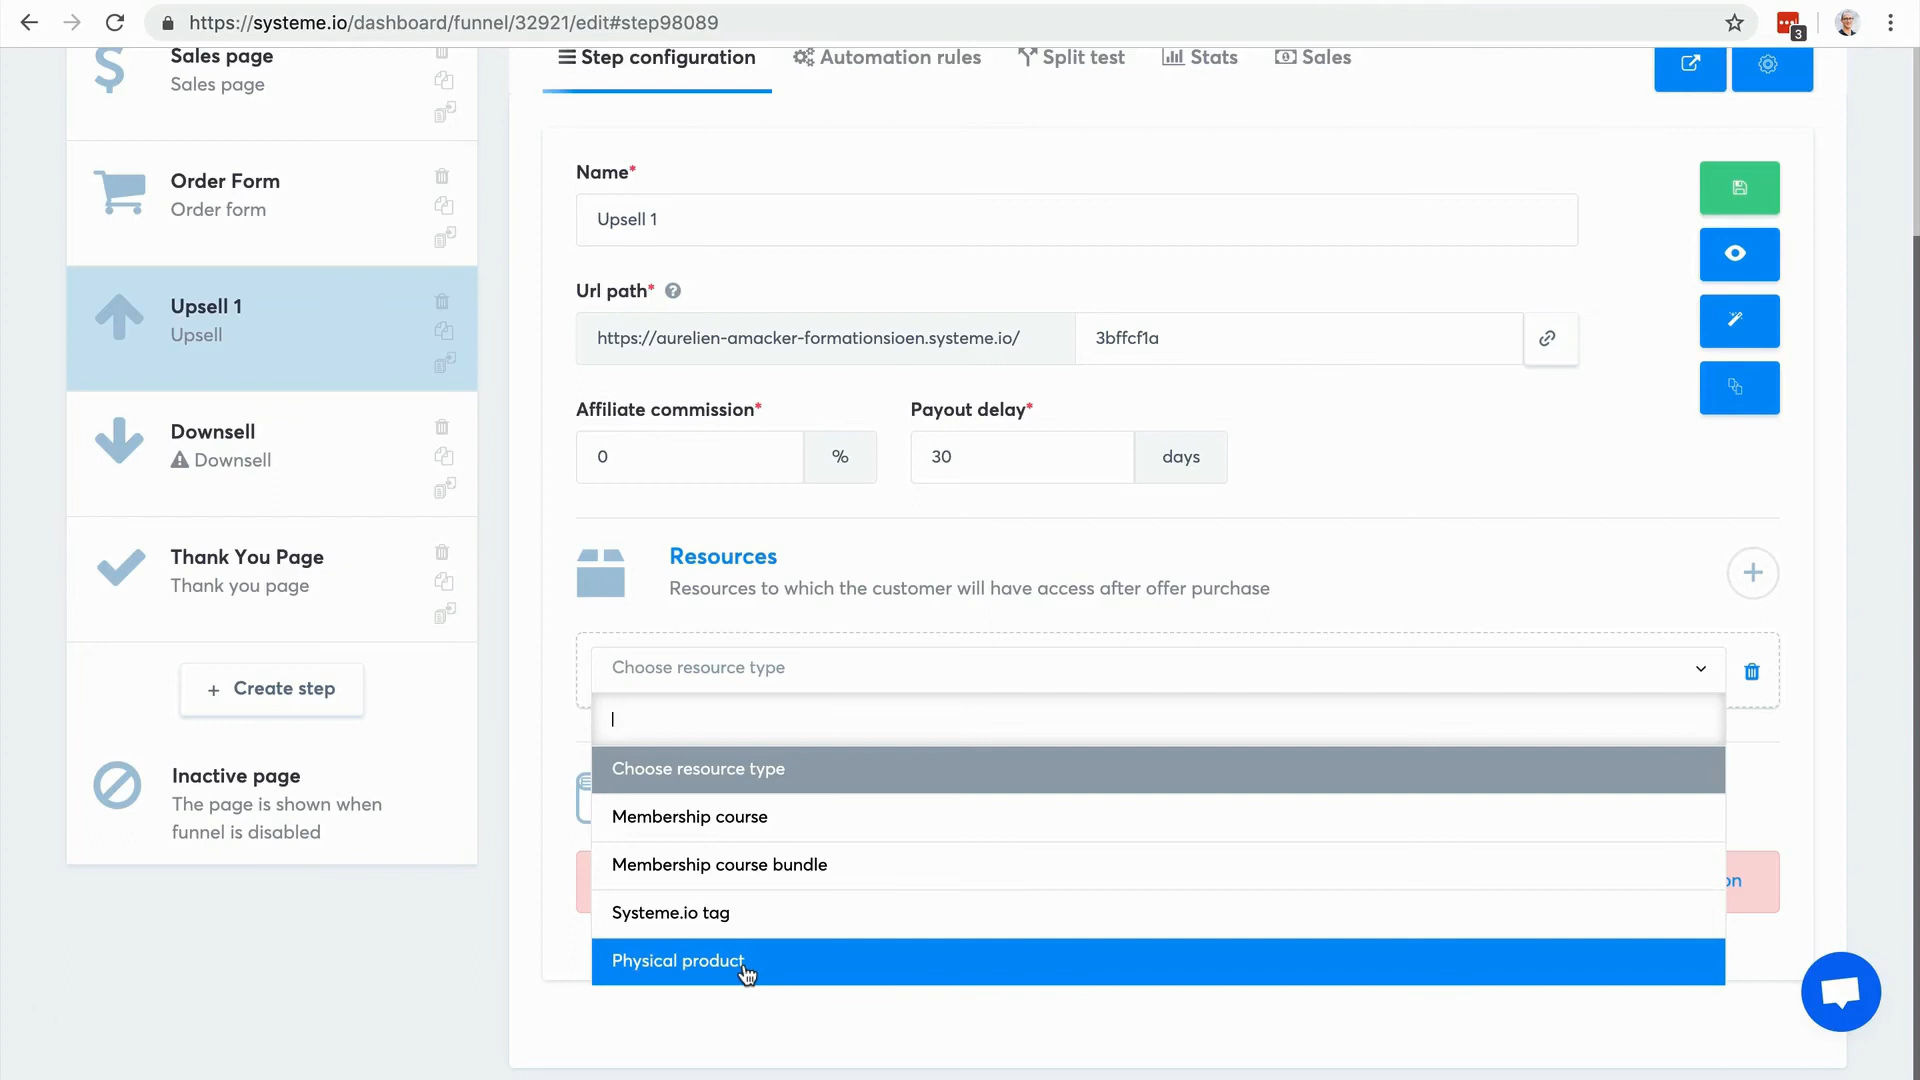 https://systeme.io/dashboard/funnel/32921/edit#step98089
3
Sales page
Sales page
Order Form
Order form
Upsell 1
Upsell
Downsell
Downsell
Thank You Page
Thank you page
+ Create step
Inactive page
The page is shown when
funnel is disabled
Step configuration
Automation rules
Split test
Stats
Sales
Name*
Upsell 1
Url path*
https://aurelien-amacker-formationsioen.systeme.io/
3bffcf1a
Affiliate commission*
Payout delay*
0
%
30
days
Resources
Resources to which the customer will have access after offer purchase
Choose resource type
Choose resource type
Membership course
Membership course bundle
Systeme.io tag
Physical product